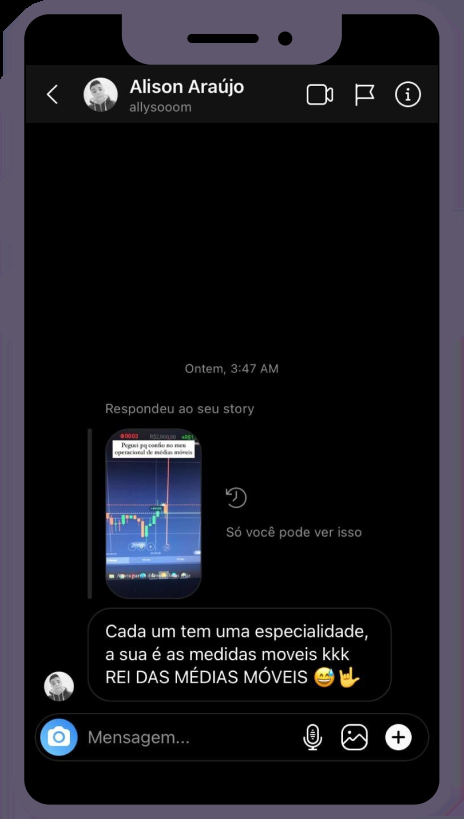 Alison Araújo
allysooom
Ontem, 3:47 AM
Respondeu ao seu story
Peguei pq confio no meu
operacional de médias móveis
Só você pode ver isso
Cada um tem uma especialidade,
a sua é as medidas moveis kkk
REI DAS MÉDIAS MÓVEIS 😅🤟
Mensagem...